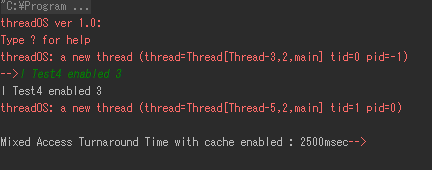 "C:¥Program ...
threadOS ver 1.0:
Type ? for help
threadOS: a new thread (thread=Thread[Thread-3,2,main] tid=0 pid=-1)
-->l Test4 enabled 3
l Test4 enabled 3
threadOS: a new thread (thread=Thread[Thread-5,2,main] tid=1 pid=0)
Mixed Access Turnaround Time with cache enabled : 2500msec-->